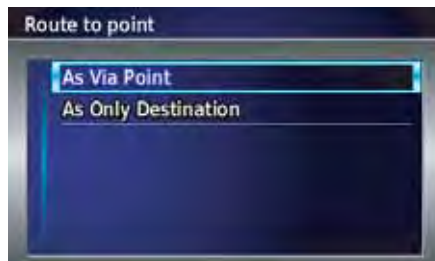 Route to point
As Via Point
As Only Destination